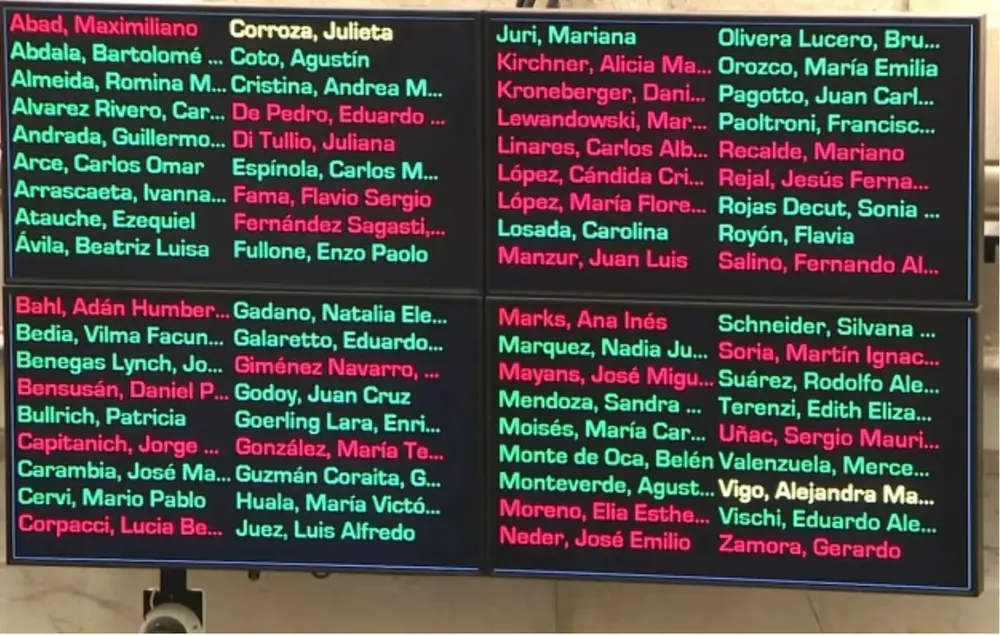 Abad, Maximiliano
Abdala, Bartolomé ...
Almeida, Romina M...
Alvarez Rivero, Car...
Andrada, Guillermo...
Arce, Carlos Omar
Arrascaeta, Ivanna...
Atauche, Ezequiel
Ávila, Beatriz Luisa
Corroza, Julieta
Coto, Agustín
Cristina, Andrea M...
De Pedro, Eduardo ...
Di Tullio, Juliana
Espínola, Carlos M...
Fama, Flavio Sergio
Fernández Sagasti,...
Fullone, Enzo Paolo
Juri, Mariana
Kirchner, Alicia Ma...
Kroneberger, Dani...
Lewandowski, Mar...
Linares, Carlos Alb...
López, Cándida Cri...
López, María Flore...
Losada, Carolina
Manzur, Juan Luis
Olivera Lucero, Bru...
Orozco, María Emilia
Pagotto, Juan Carl...
Paoltroni, Francisc...
Recalde, Mariano
Rejal, Jesús Ferna...
Rojas Decut, Sonia ...
Royón, Flavia
Salino, Fernando Al...
Bahl, Adán Humber...
Bedia, Vilma Facun...
Benegas Lynch, Jo...
Bensusán, Daniel P...
Bullrich, Patricia
Capitanich, Jorge ...
Carambia, José Ma...
Cervi, Mario Pablo
Corpacci, Lucia Be...
Gadano, Natalia Ele...
Galaretto, Eduardo...
Giménez Navarro, ...
Godoy, Juan Cruz
Goerling Lara, Enri...
González, María Te...
Guzmán Coraita, G...
Huala, María Victó...
Juez, Luis Alfredo
Marks, Ana Inés
Marquez, Nadia Ju...
Mayans, José Migu...
Mendoza, Sandra ...
Moisés, María Car...
Monte de Oca, Belén
Monteverde, Agust...
Moreno, Elia Esthe...
Neder, José Emilio
Schneider, Silvana ...
Soria, Martín Ignac...
Suárez, Rodolfo Ale...
Terenzi, Edith Eliza...
Uñac, Sergio Mauri...
Valenzuela, Merce...
Vigo, Alejandra Ma...
Vischi, Eduardo Ale...
Zamora, Gerardo